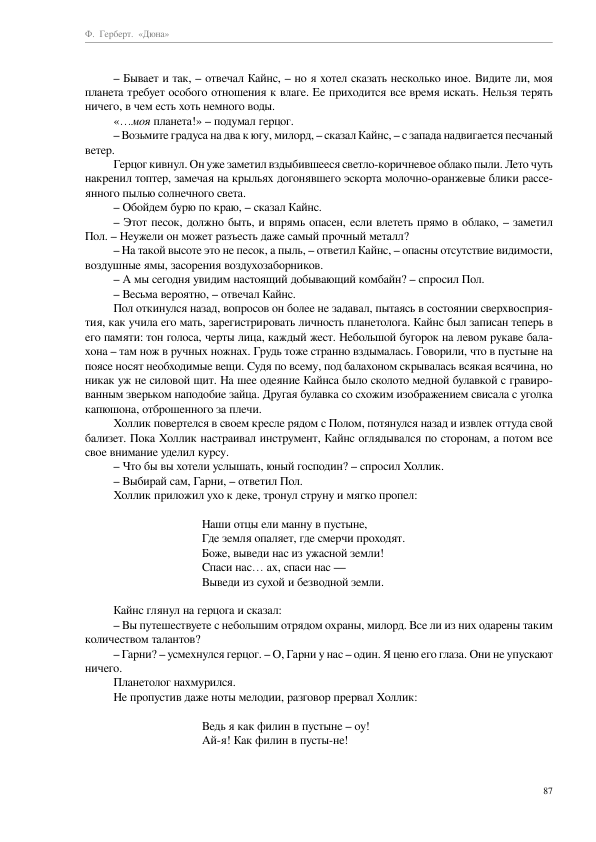 Ф. Герберт. «Дюна»
– Бывает и так, – отвечал Кайнс, – но я хотел сказать несколько иное. Видите ли, моя
планета требует особого отношения к влаге. Ее приходится все время искать. Нельзя терять
ничего, в чем есть хоть немного воды.
«…моя планета!» – подумал герцог.
– Возьмите градуса на два к югу, милорд, – сказал Кайнс, – с запада надвигается песчаный
ветер.
Герцог кивнул. Он уже заметил вздыбившееся светло-коричневое облако пыли. Лето чуть
накренил топтер, замечая на крыльях догонявшего эскорта молочно-оранжевые блики рассе-
янного пылью солнечного света.
– Обойдем бурю по краю, – сказал Кайнс.
– Этот песок, должно быть, и впрямь опасен, если влететь прямо в облако, – заметил
Пол. – Неужели он может разъесть даже самый прочный металл?
– На такой высоте это не песок, а пыль, – ответил Кайнс, – опасны отсутствие видимости,
воздушные ямы, засорения воздухозаборников.
– А мы сегодня увидим настоящий добывающий комбайн? – спросил Пол.
– Весьма вероятно, – отвечал Кайнс.
Пол откинулся назад, вопросов он более не задавал, пытаясь в состоянии сверхвосприя-
тия, как учила его мать, зарегистрировать личность планетолога. Кайнс был записан теперь в
его памяти: тон голоса, черты лица, каждый жест. Небольшой бугорок на левом рукаве бала-
хона – там нож в ручных ножнах. Грудь тоже странно вздымалась. Говорили, что в пустыне на
поясе носят необходимые вещи. Судя по всему, под балахоном скрывалась всякая всячина, но
никак уж не силовой щит. На шее одеяние Кайнса было сколото медной булавкой с гравиро-
ванным зверьком наподобие зайца. Другая булавка со схожим изображением свисала с уголка
капюшона, отброшенного за плечи.
Холлик повертелся в своем кресле рядом с Полом, потянулся назад и извлек оттуда свой
бализет. Пока Холлик настраивал инструмент, Кайнс оглядывался по сторонам, а потом все
свое внимание уделил курсу.
– Что бы вы хотели услышать, юный господин? – спросил Холлик.
– Выбирай сам, Гарни, – ответил Пол.
Холлик приложил ухо к деке, тронул струну и мягко пропел:
Наши отцы ели манну в пустыне,
Где земля опаляет, где смерчи проходят.
Боже, выведи нас из ужасной земли!
Спаси нас… ах, спаси нас —
Выведи из сухой и безводной земли.
Кайнс глянул на герцога и сказал:
– Вы путешествуете с небольшим отрядом охраны, милорд. Все ли из них одарены таким
количеством талантов?
– Гарни? – усмехнулся герцог. – О, Гарни у нас – один. Я ценю его глаза. Они не упускают
ничего.
Планетолог нахмурился.
Не пропустив даже ноты мелодии, разговор прервал Холлик:
Ведь я как филин в пустыне – оу!
Ай-я! Как филин в пусты-не!
87